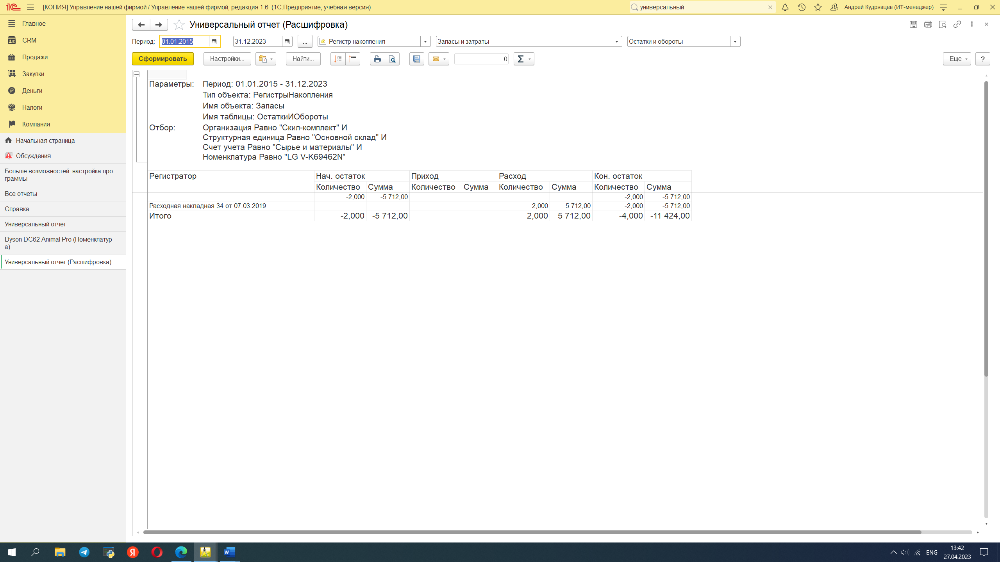 [КОПИЯ] Управление нашей фирмой / Управление нашей фирмой, редакция 1.6 (1С:Предприятие, учебная версия)
универсальный
Андрей Кудрявцев (ИТ-менеджер)
Главное
CRM
Продажи
Закупки
Деньги
Налоги
Компания
Начальная страница
Обсуждения
Больше возможностей: настройка про
граммы
Все отчеты
Справка
Универсальный отчет
Dyson DC62 Animal Pro (Номенклатур
а)
Универсальный отчет (Расшифровка)
Универсальный отчет (Расшифровка)
Период: 01.01.2015 – 31.12.2023 ... Регистр накопления Запасы и затраты Остатки и обороты
Сформировать Настройки... Найти... 0 Σ Еще ?
Параметры: Период: 01.01.2015 - 31.12.2023
Тип объекта: РегистрыНакопления
Имя объекта: Запасы
Имя таблицы: ОстаткиИОбороты
Отбор: Организация Равно "Скил-комплект" И
Структурная единица Равно "Основной склад" И
Счет учета Равно "Сырье и материалы" И
Номенклатура Равно "LG V-K69462N"
Регистратор Нач. остаток Приход Расход Кон. остаток
Количество Сумма Количество Сумма Количество Сумма Количество Сумма
-2,000 -5 712,00 -2,000 -5 712,00
Расходная накладная 34 от 07.03.2019 2,000 5 712,00 -2,000 -5 712,00
Итого -2,000 -5 712,00 2,000 5 712,00 -4,000 -11 424,00
ENG
13:42
27.04.2023